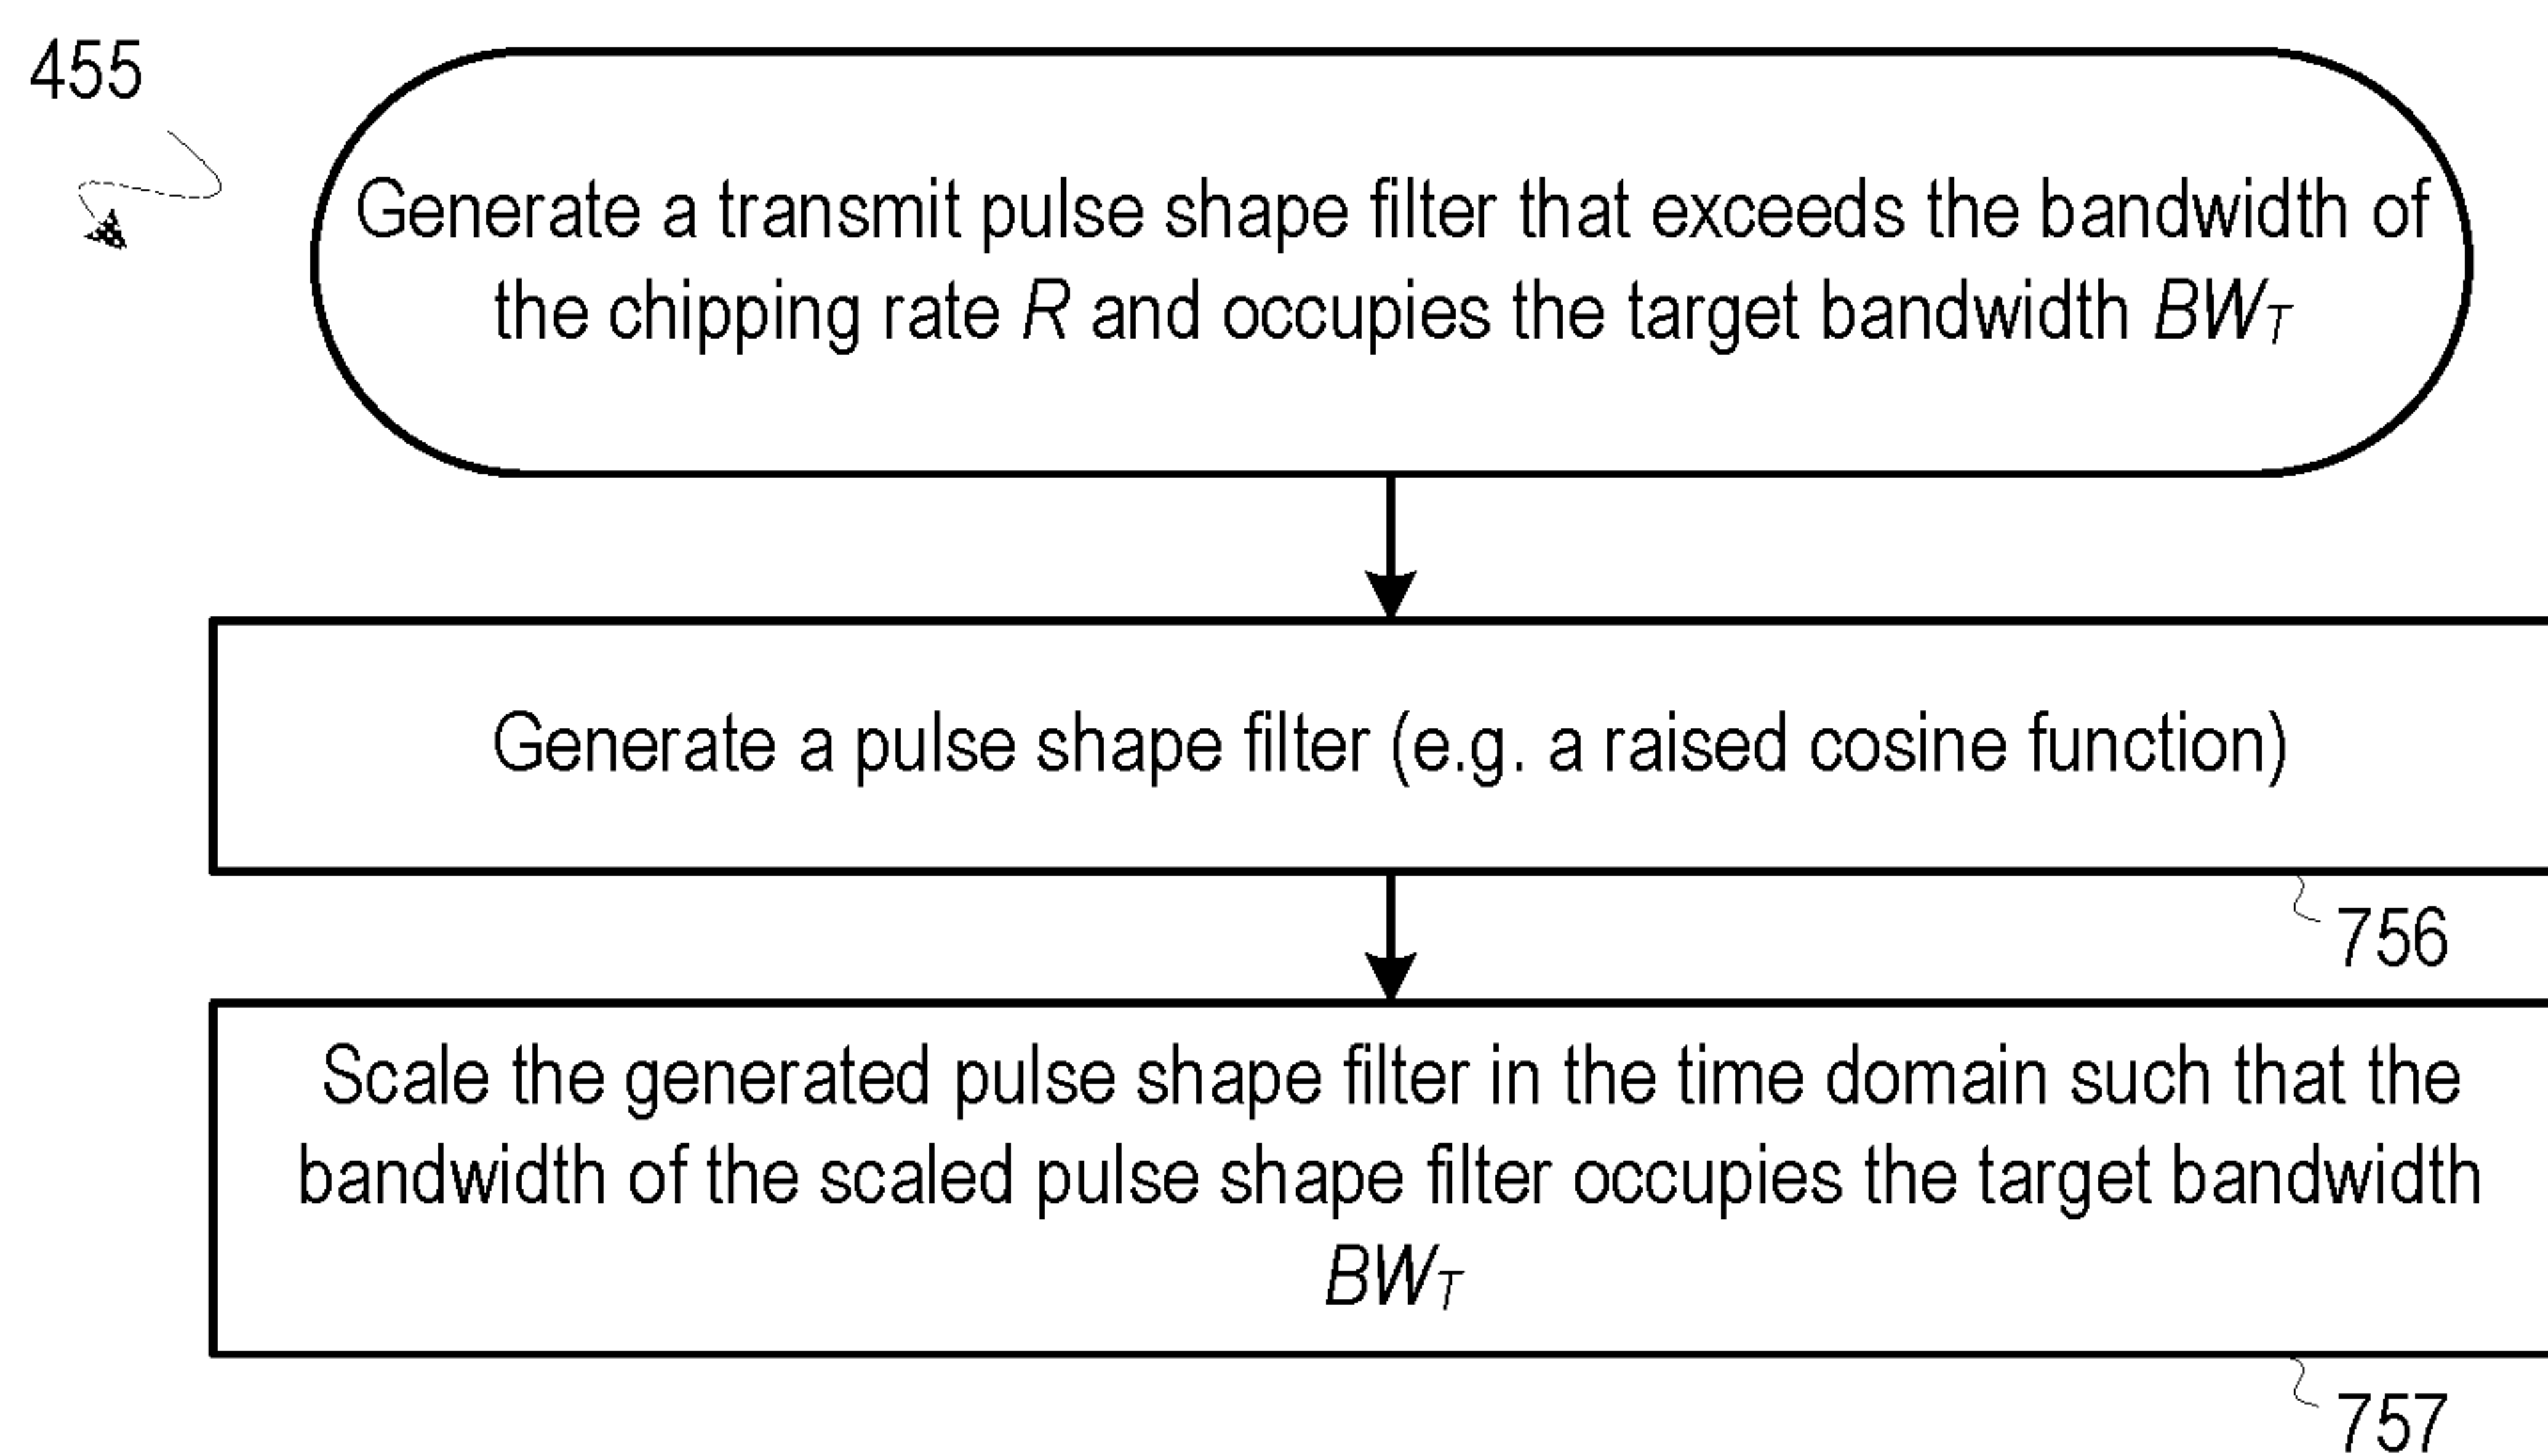 455
Generate a transmit pulse shape filter that exceeds the bandwidth of
the chipping rate R and occupies the target bandwidth BWT
Generate a pulse shape filter (e.g. a raised cosine function)
756
Scale the generated pulse shape filter in the time domain such that the
bandwidth of the scaled pulse shape filter occupies the target bandwidth
BWT
757